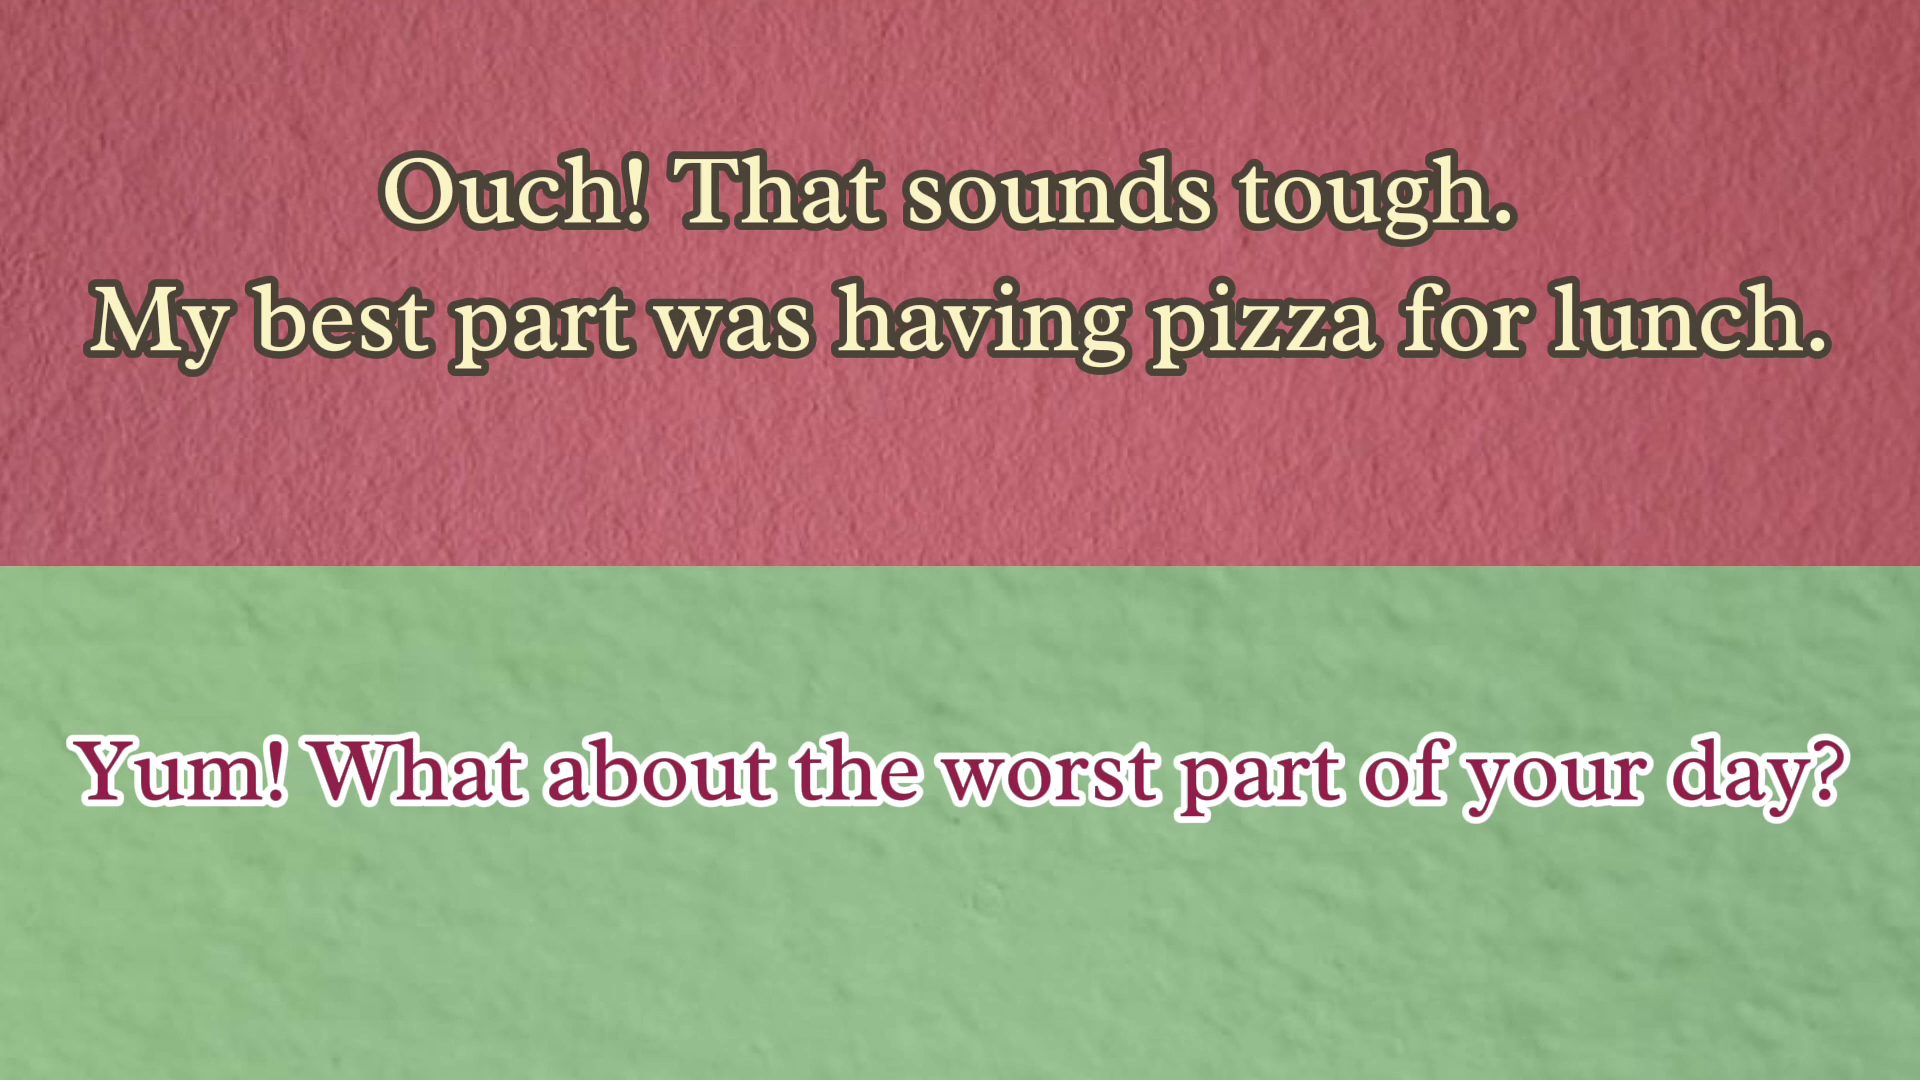 Ouch! That sounds tough.
My best part was having pizza for lunch.
Yum! What about the worst part of your day?